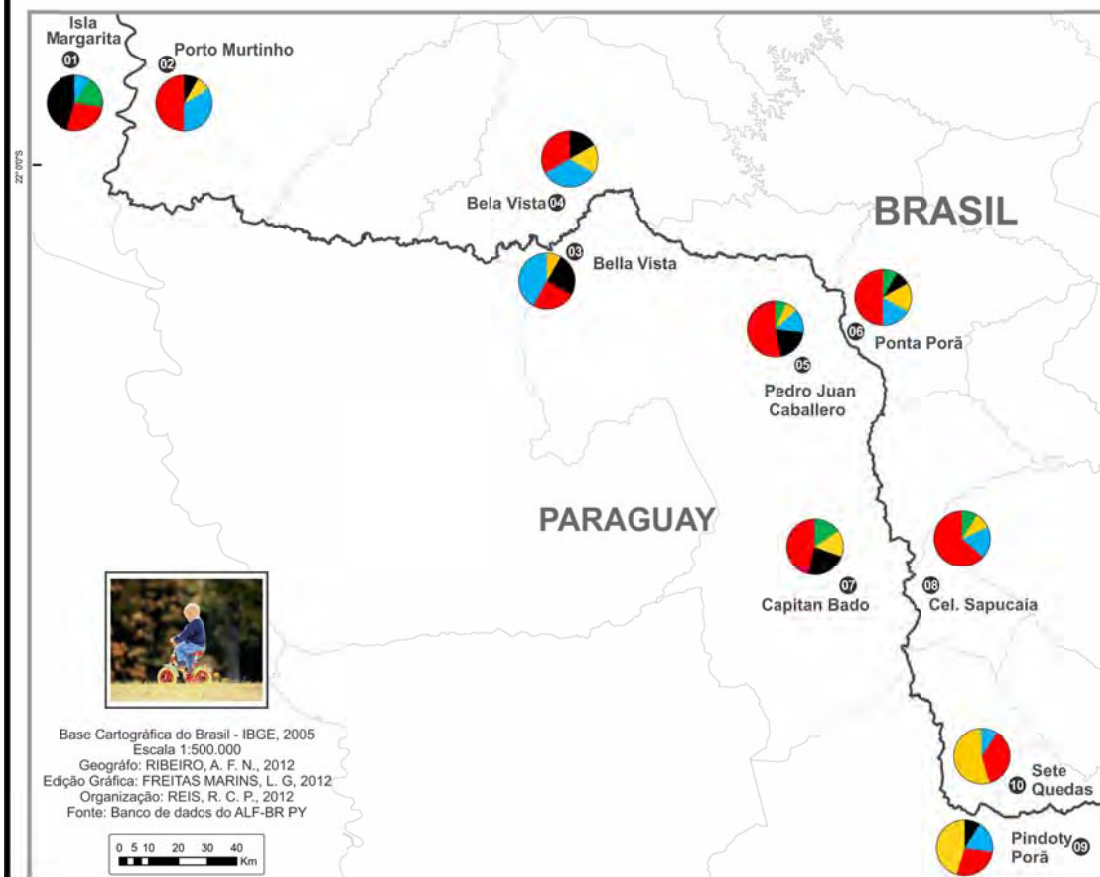 Isla
Margarita
01
Porto Murtinho
02
22°0'0"S
Bela Vista 04
BRASIL
03
Bella Vista
06
Ponta Porã
05
Pedro Juan
Caballero
PARAGUAY
07
Capitan Bado
08
Cel. Sapucaia
Base Cartográfica do Brasil - IBGE, 2005
Escala 1:500.000
Geográfo: RIBEIRO, A. F. N., 2012
Edição Gráfica: FREITAS MARINS, L. G, 2012
Organização: REIS, R. C. P., 2012
Fonte: Banco de dados do ALF-BR PY
0 5 10 20 30 40
Km
10
Sete
Quedas
Pindoty
Porã
09